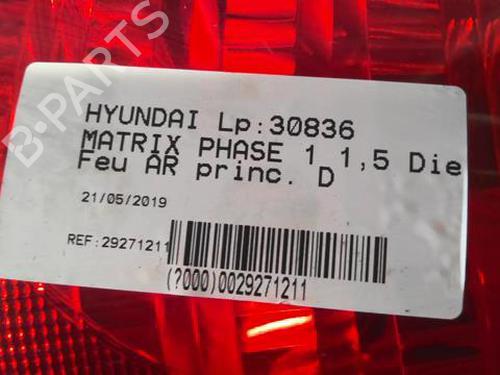 B-PARTS
HYUNDAI Lp:30836
MATRIX PHASE 1 1,5 Die
Feu AR princ. D
21/05/2019
REF:29271211
(?000)0029271211